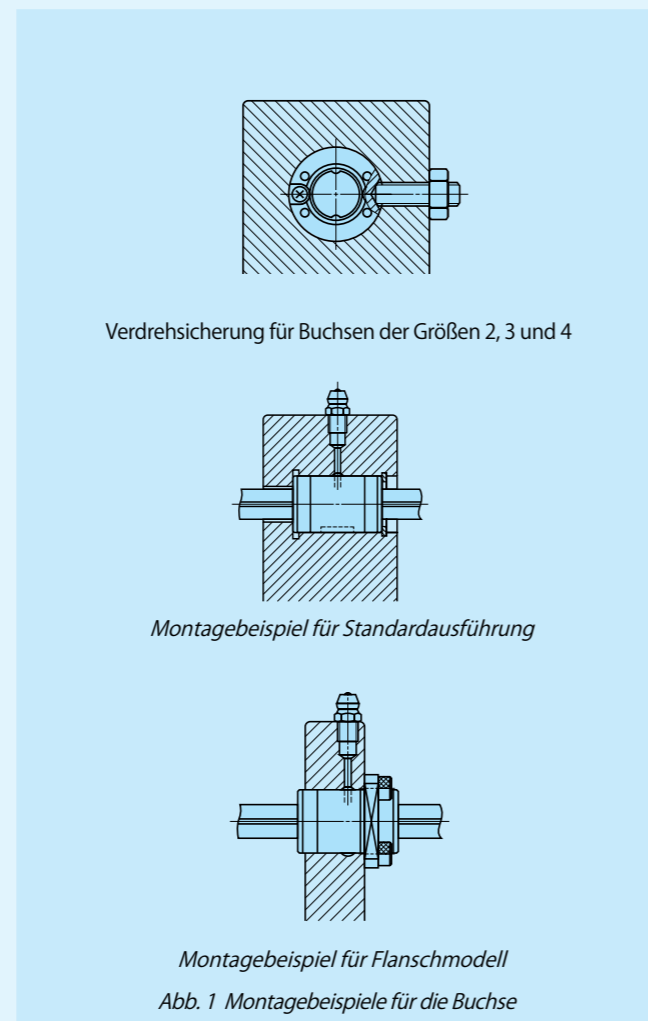 Verdrehsicherung für Buchsen der Größen 2, 3 und 4
Montagebeispiel für Standardausführung
Montagebeispiel für Flanschmodell
Abb. 1 Montagebeispiele für die Buchse